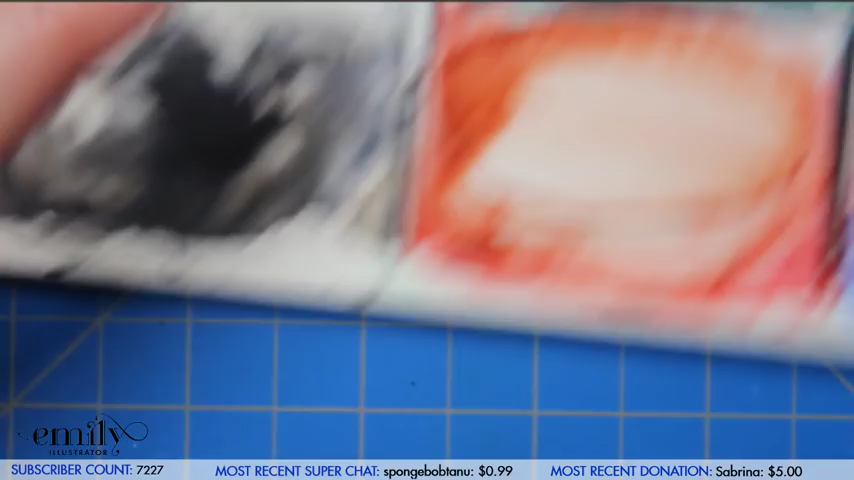 emily
ILLUSTRATOR
SUBSCRIBER COUNT: 7227 MOST RECENT SUPER CHAT: spongebobtanu: $0.99 MOST RECENT DONATION: Sabrina: $5.00